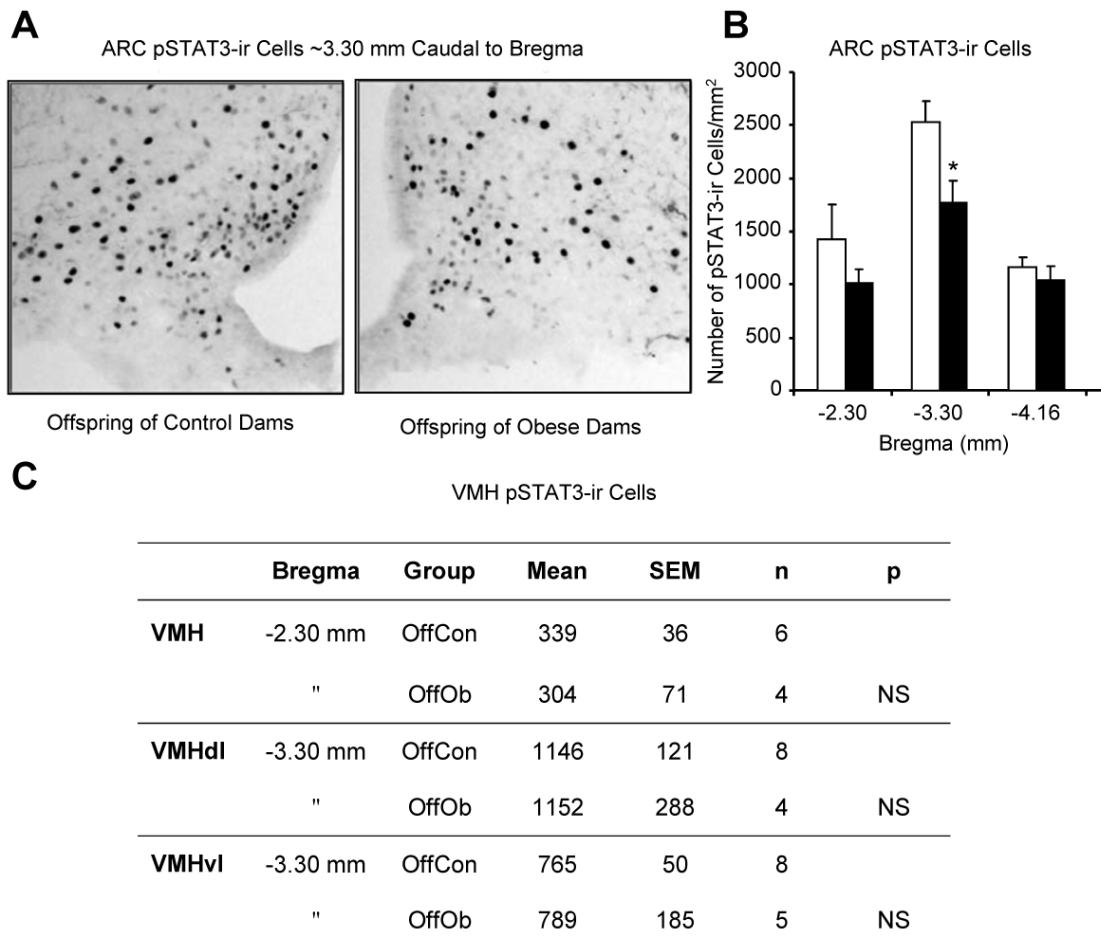 A
ARC pSTAT3-ir Cells ~3.30 mm Caudal to Bregma
Offspring of Control Dams
Offspring of Obese Dams
B
ARC pSTAT3-ir Cells
Number of pSTAT3-ir Cells/mm²
3000
2500
2000
1500
1000
500
0
*
-2.30 -3.30 -4.16
Bregma (mm)
C
VMH pSTAT3-ir Cells
Bregma Group Mean SEM n p
VMH -2.30 mm OffCon 339 36 6
" OffOb 304 71 4 NS
VMHdl -3.30 mm OffCon 1146 121 8
" OffOb 1152 288 4 NS
VMHvl -3.30 mm OffCon 765 50 8
" OffOb 789 185 5 NS